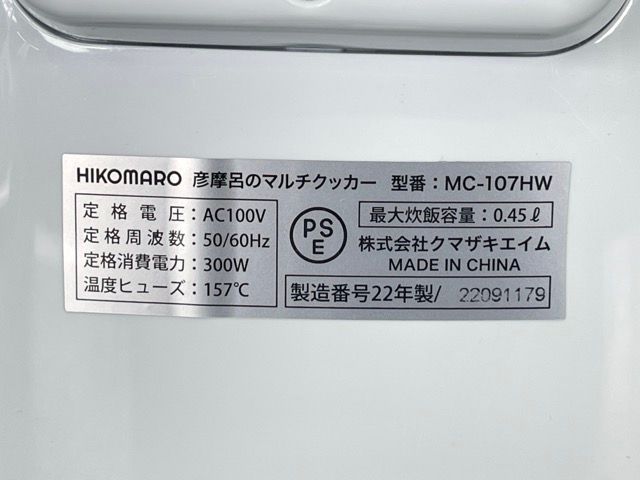 HIKOMARO 彦摩呂のマルチクッカー 型番：MC-107HW
定格電圧：AC100V
定格周波数：50/60Hz
定格消費電力：300W
温度ヒューズ：157℃
PSE
最大炊飯容量：0.45ℓ
株式会社クマザキエイム
MADE IN CHINA
製造番号22年製/ 22091179